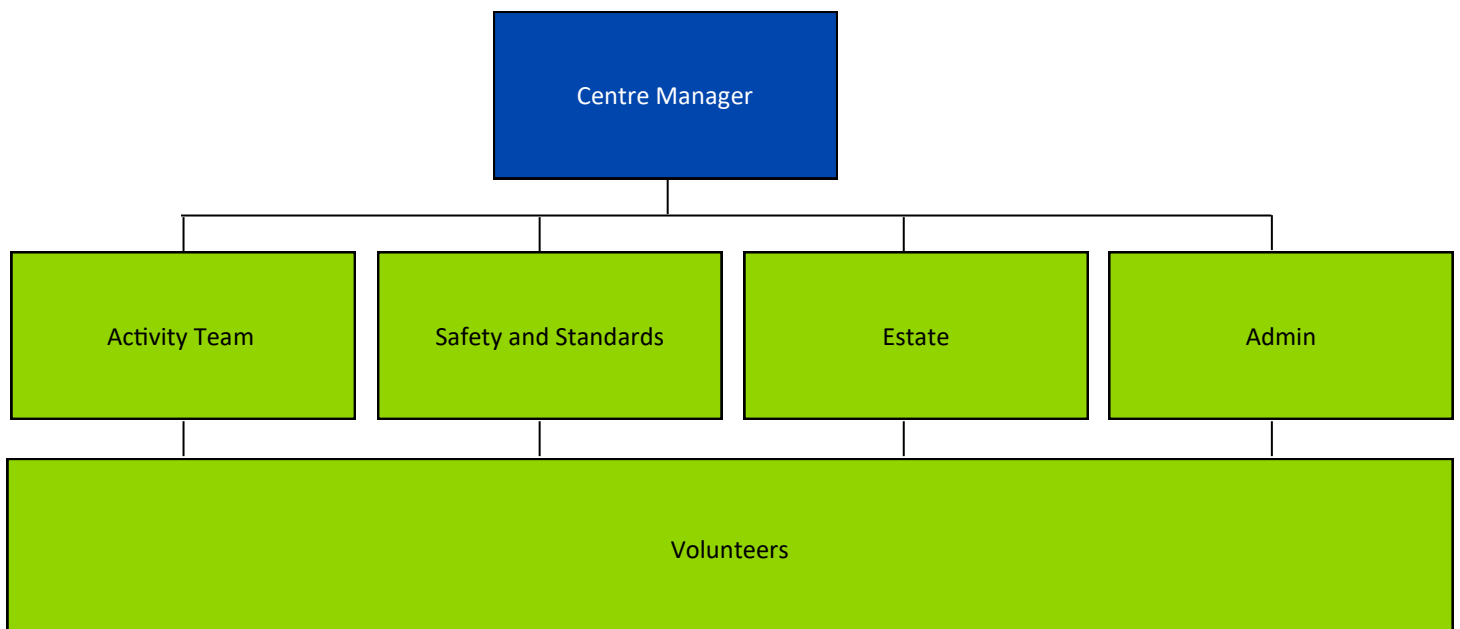 Centre Manager
Activity Team
Safety and Standards
Estate
Admin
Volunteers